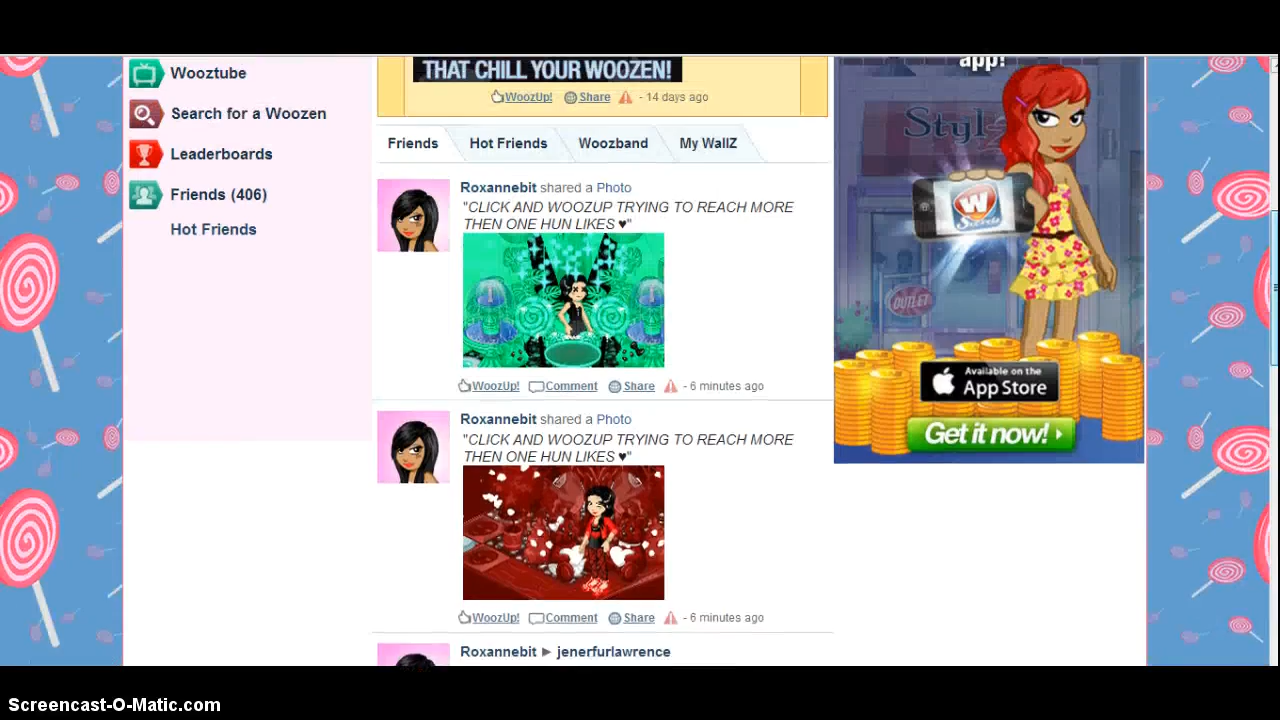 Wooztube
Search for a Woozen
Leaderboards
Friends (406)
Hot Friends
THAT CHILL YOUR WOOZEN!
WoozUp! Share - 14 days ago
Friends Hot Friends Woozband My WallZ
Roxannebit shared a Photo
"CLICK AND WOOZUP TRYING TO REACH MORE
THEN ONE HUN LIKES ♥"
WoozUp! Comment Share - 6 minutes ago
Roxannebit shared a Photo
"CLICK AND WOOZUP TRYING TO REACH MORE
THEN ONE HUN LIKES ♥"
WoozUp! Comment Share - 6 minutes ago
Roxannebit ► jenerfurlawrence
app!
Styl
W
Secrets
OUTLET
Available on the
App Store
Get it now!
Screencast-O-Matic.com